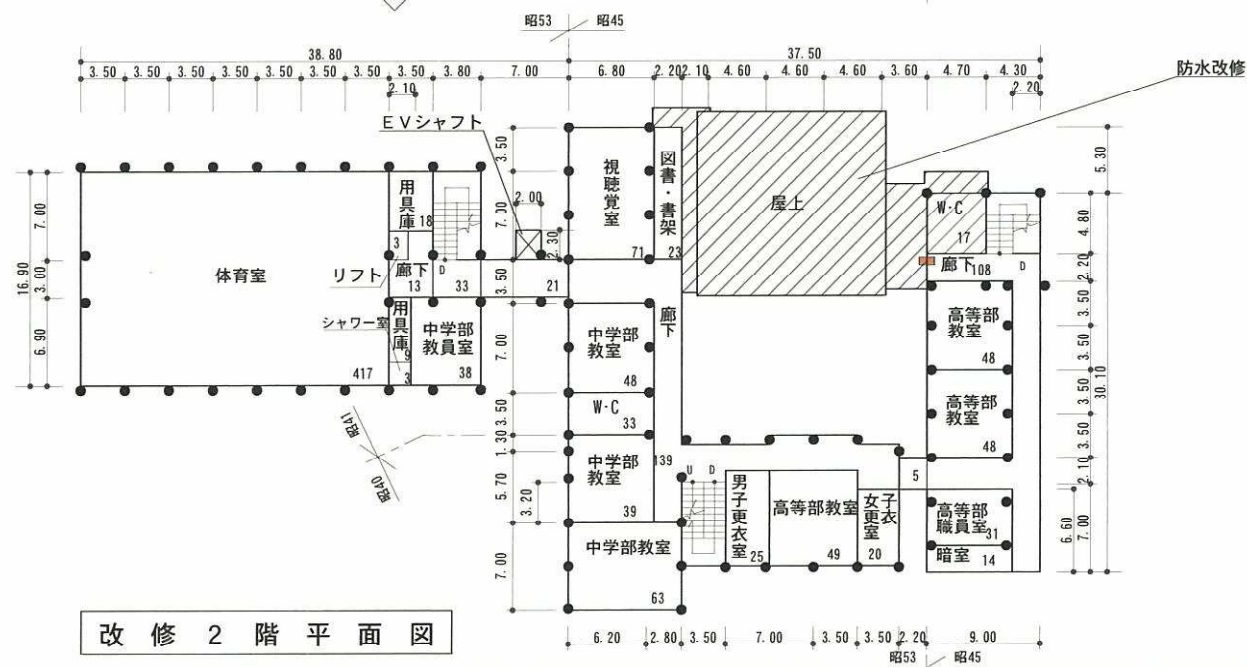 昭53 昭45
38.80 37.50
3.50 3.50 3.50 3.50 3.50 3.50 3.50 3.50 3.80 7.00 6.80 2.20 2.10 4.60 4.60 4.60 3.60 4.70 4.30
2.10
2.20
防水改修
EVシャフト
3.50
7.00
3.50
7.00
3.50
1.30
5.70
3.20
7.00
2.00
2.30
16.90
7.00
3.00
6.90
体育室
417
用具庫
18
3
リフト
廊下
13
D
33
21
シャワー室
用具庫
9
3
中学部
教員室
38
昭41
昭40
視聴覚室
71
図書・書架
23
屋上
W・C
17
廊下
108
D
廊下
139
中学部
教室
48
W・C
33
中学部
教室
39
中学部教室
63
U D
男子更衣室
25
高等部教室
49
女子更衣室
20
5
高等部
教室
48
高等部
教室
48
高等部
職員室
31
暗室
14
5.30
4.80
2.20
3.50
3.50
3.50
3.50
2.10
7.00
6.60
30.10
6.20 2.80 3.50 7.00 3.50 3.50 2.20 9.00
昭53 昭45
改修2階平面図